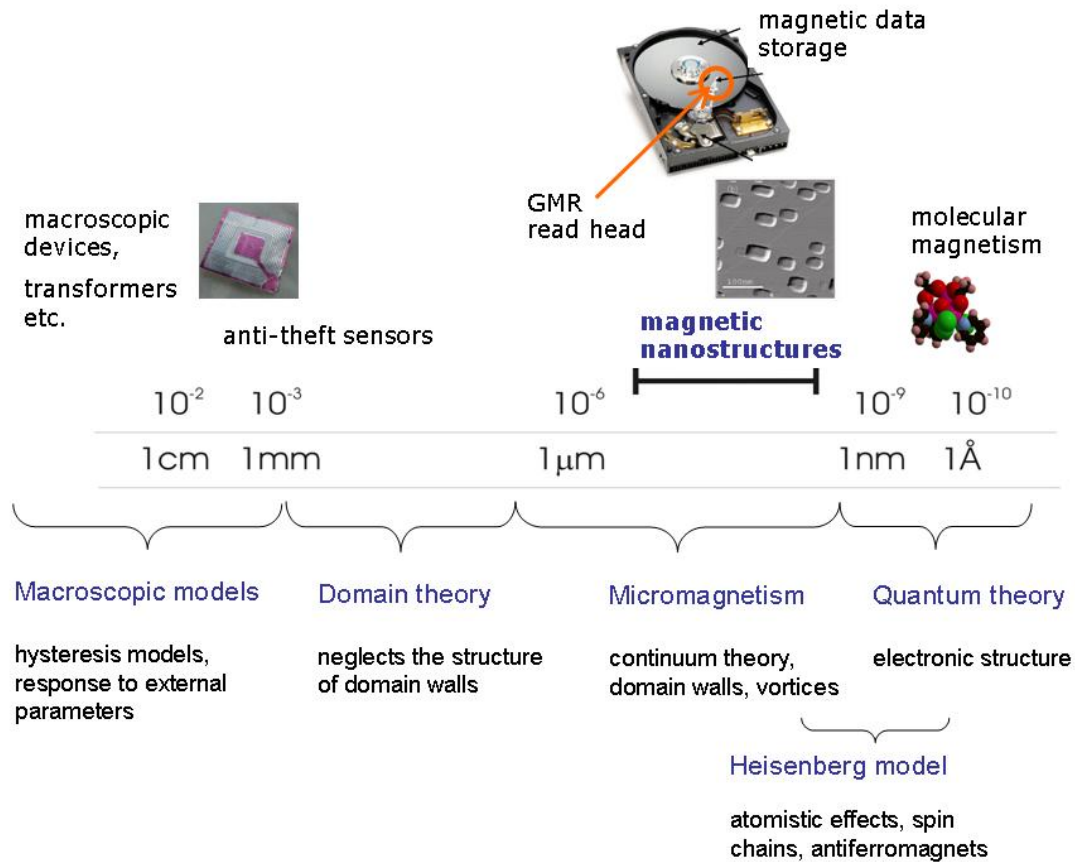 magnetic data
storage
GMR
read head
macroscopic
devices,
transformers
etc.
anti-theft sensors
100nm
magnetic
nanostructures
molecular
magnetism
10⁻² 10⁻³ 10⁻⁶ 10⁻⁹ 10⁻¹⁰
1cm 1mm 1μm 1nm 1Å
Macroscopic models
hysteresis models,
response to external
parameters
Domain theory
neglects the structure
of domain walls
Micromagnetism
continuum theory,
domain walls, vortices
Quantum theory
electronic structure
Heisenberg model
atomistic effects, spin
chains, antiferromagnets